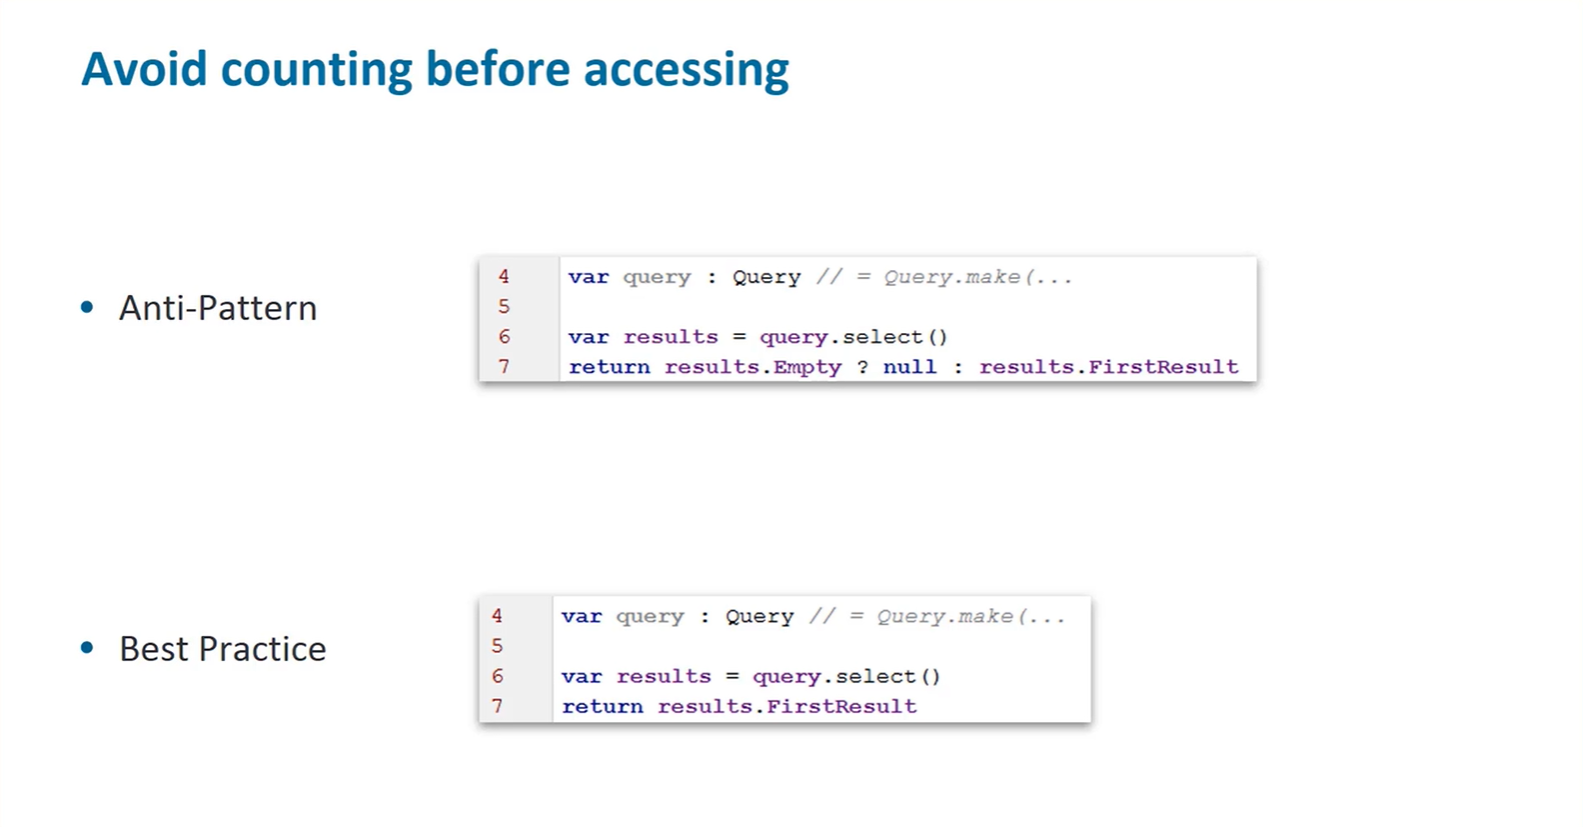 Avoid counting before accessing
• Anti-Pattern
4 var query : Query // = Query.make(...
5
6 var results = query.select()
7 return results.Empty ? null : results.FirstResult
• Best Practice
4 var query : Query // = Query.make(...
5
6 var results = query.select()
7 return results.FirstResult